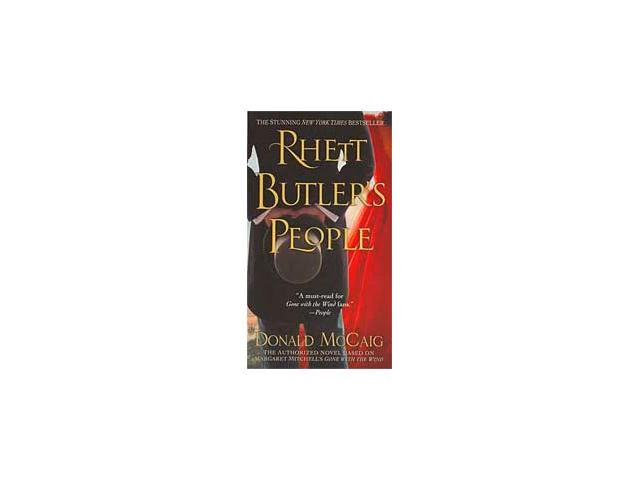 THE STUNNING NEW YORK TIMES BESTSELLER
RHETT
BUTLER'S
PEOPLE
"A must-read for
Gone with the Wind fans."
—People
DONALD MCCAIG
THE AUTHORIZED NOVEL BASED ON
MARGARET MITCHELL'S GONE WITH THE WIND